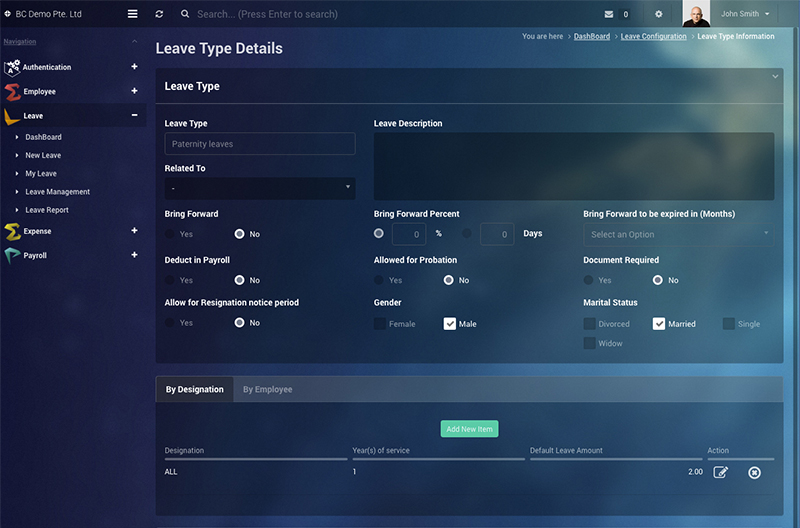 BC Demo Pte. Ltd
Search... (Press Enter to search)
0
John Smith
Navigation
Authentication +
Employee +
Leave −
DashBoard
New Leave
My Leave
Leave Management
Leave Report
Expense +
Payroll +
Leave Type Details
You are here > DashBoard > Leave Configuration > Leave Type Information
Leave Type
Leave Type
Leave Description
Paternity leaves
Related To
-
Bring Forward
Bring Forward Percent
Bring Forward to be expired in (Months)
Yes No
0 % 0 Days
Select an Option
Deduct in Payroll
Allowed for Probation
Document Required
Yes No
Yes No
Yes No
Allow for Resignation notice period
Gender
Marital Status
Yes No
Female Male
Divorced Married Single
Widow
By Designation
By Employee
Add New Item
Designation Year(s) of service Default Leave Amount Action
ALL 1 2.00